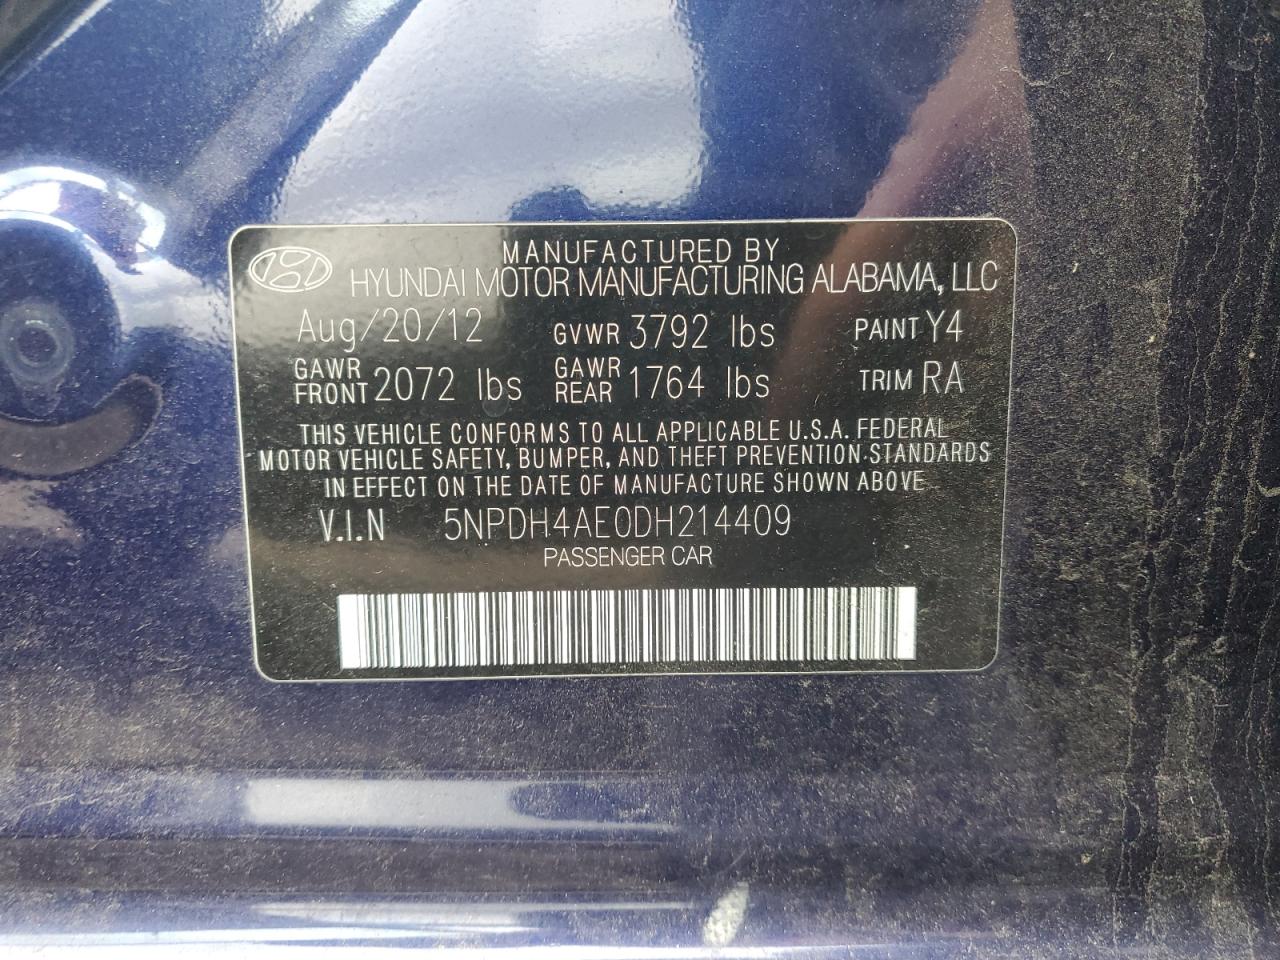 MANUFACTURED BY
HYUNDAI MOTOR MANUFACTURING ALABAMA, LLC
Aug/20/12 GVWR 3792 lbs PAINT Y4
GAWR FRONT 2072 lbs GAWR REAR 1764 lbs TRIM RA
THIS VEHICLE CONFORMS TO ALL APPLICABLE U.S.A. FEDERAL
MOTOR VEHICLE SAFETY, BUMPER, AND THEFT PREVENTION STANDARDS
IN EFFECT ON THE DATE OF MANUFACTURE SHOWN ABOVE
V.I.N 5NPDH4AE0DH214409
PASSENGER CAR